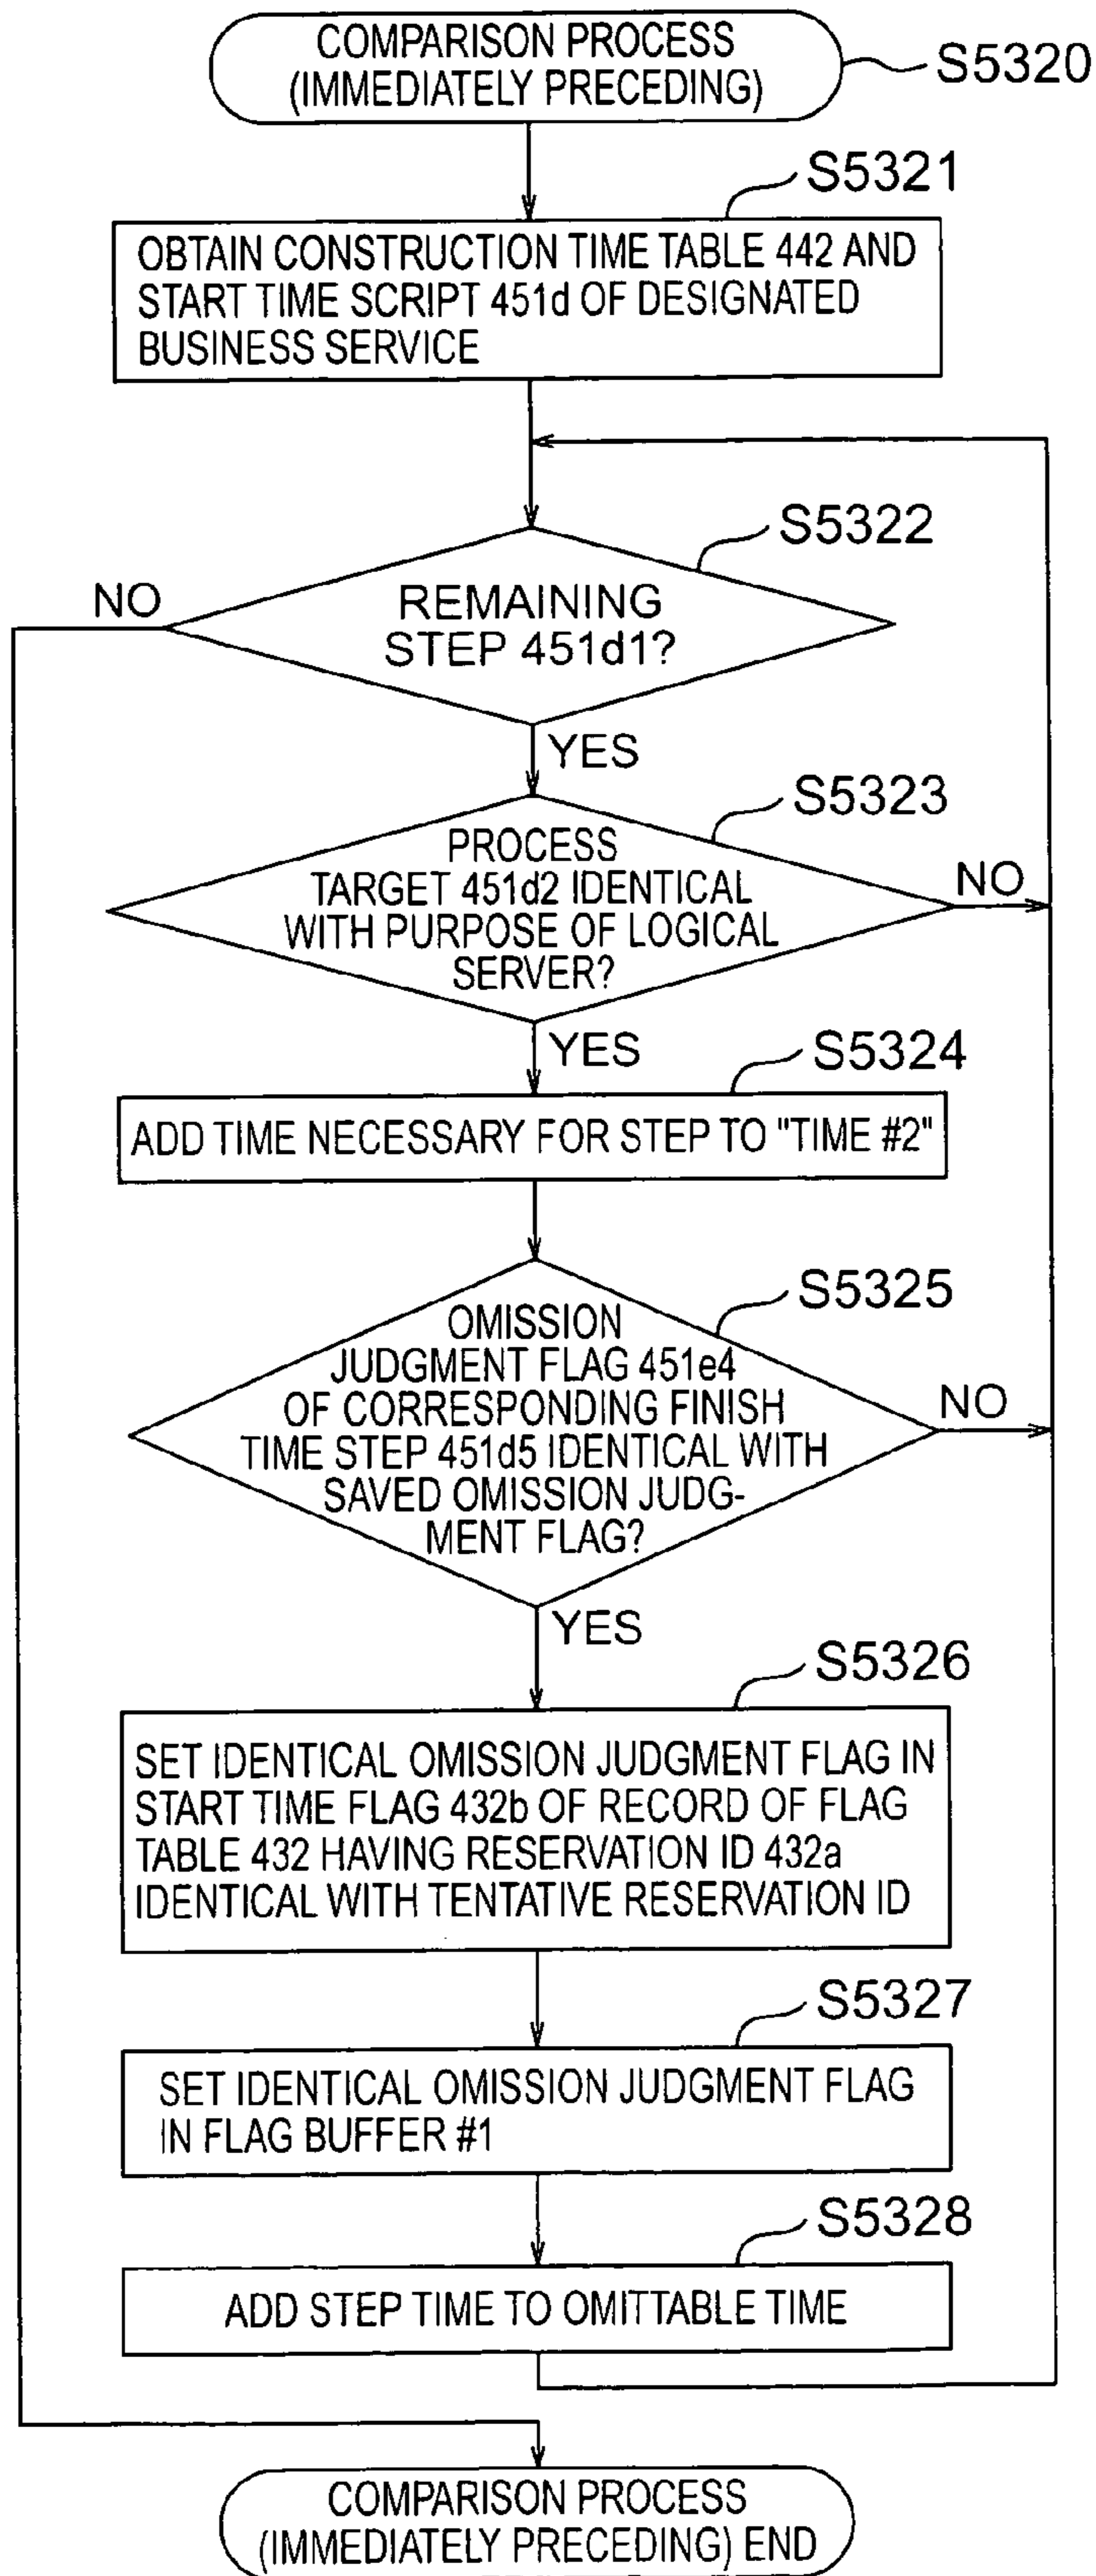 COMPARISON PROCESS
(IMMEDIATELY PRECEDING)
S5320
S5321
OBTAIN CONSTRUCTION TIME TABLE 442 AND
START TIME SCRIPT 451d OF DESIGNATED
BUSINESS SERVICE
S5322
NO
REMAINING
STEP 451d1?
YES
S5323
PROCESS
TARGET 451d2 IDENTICAL
WITH PURPOSE OF LOGICAL
SERVER?
NO
YES
S5324
ADD TIME NECESSARY FOR STEP TO "TIME #2"
S5325
OMISSION
JUDGMENT FLAG 451e4
OF CORRESPONDING FINISH
TIME STEP 451d5 IDENTICAL WITH
SAVED OMISSION JUDG-
MENT FLAG?
NO
YES
S5326
SET IDENTICAL OMISSION JUDGMENT FLAG IN
START TIME FLAG 432b OF RECORD OF FLAG
TABLE 432 HAVING RESERVATION ID 432a
IDENTICAL WITH TENTATIVE RESERVATION ID
S5327
SET IDENTICAL OMISSION JUDGMENT FLAG
IN FLAG BUFFER #1
S5328
ADD STEP TIME TO OMITTABLE TIME
COMPARISON PROCESS
(IMMEDIATELY PRECEDING) END